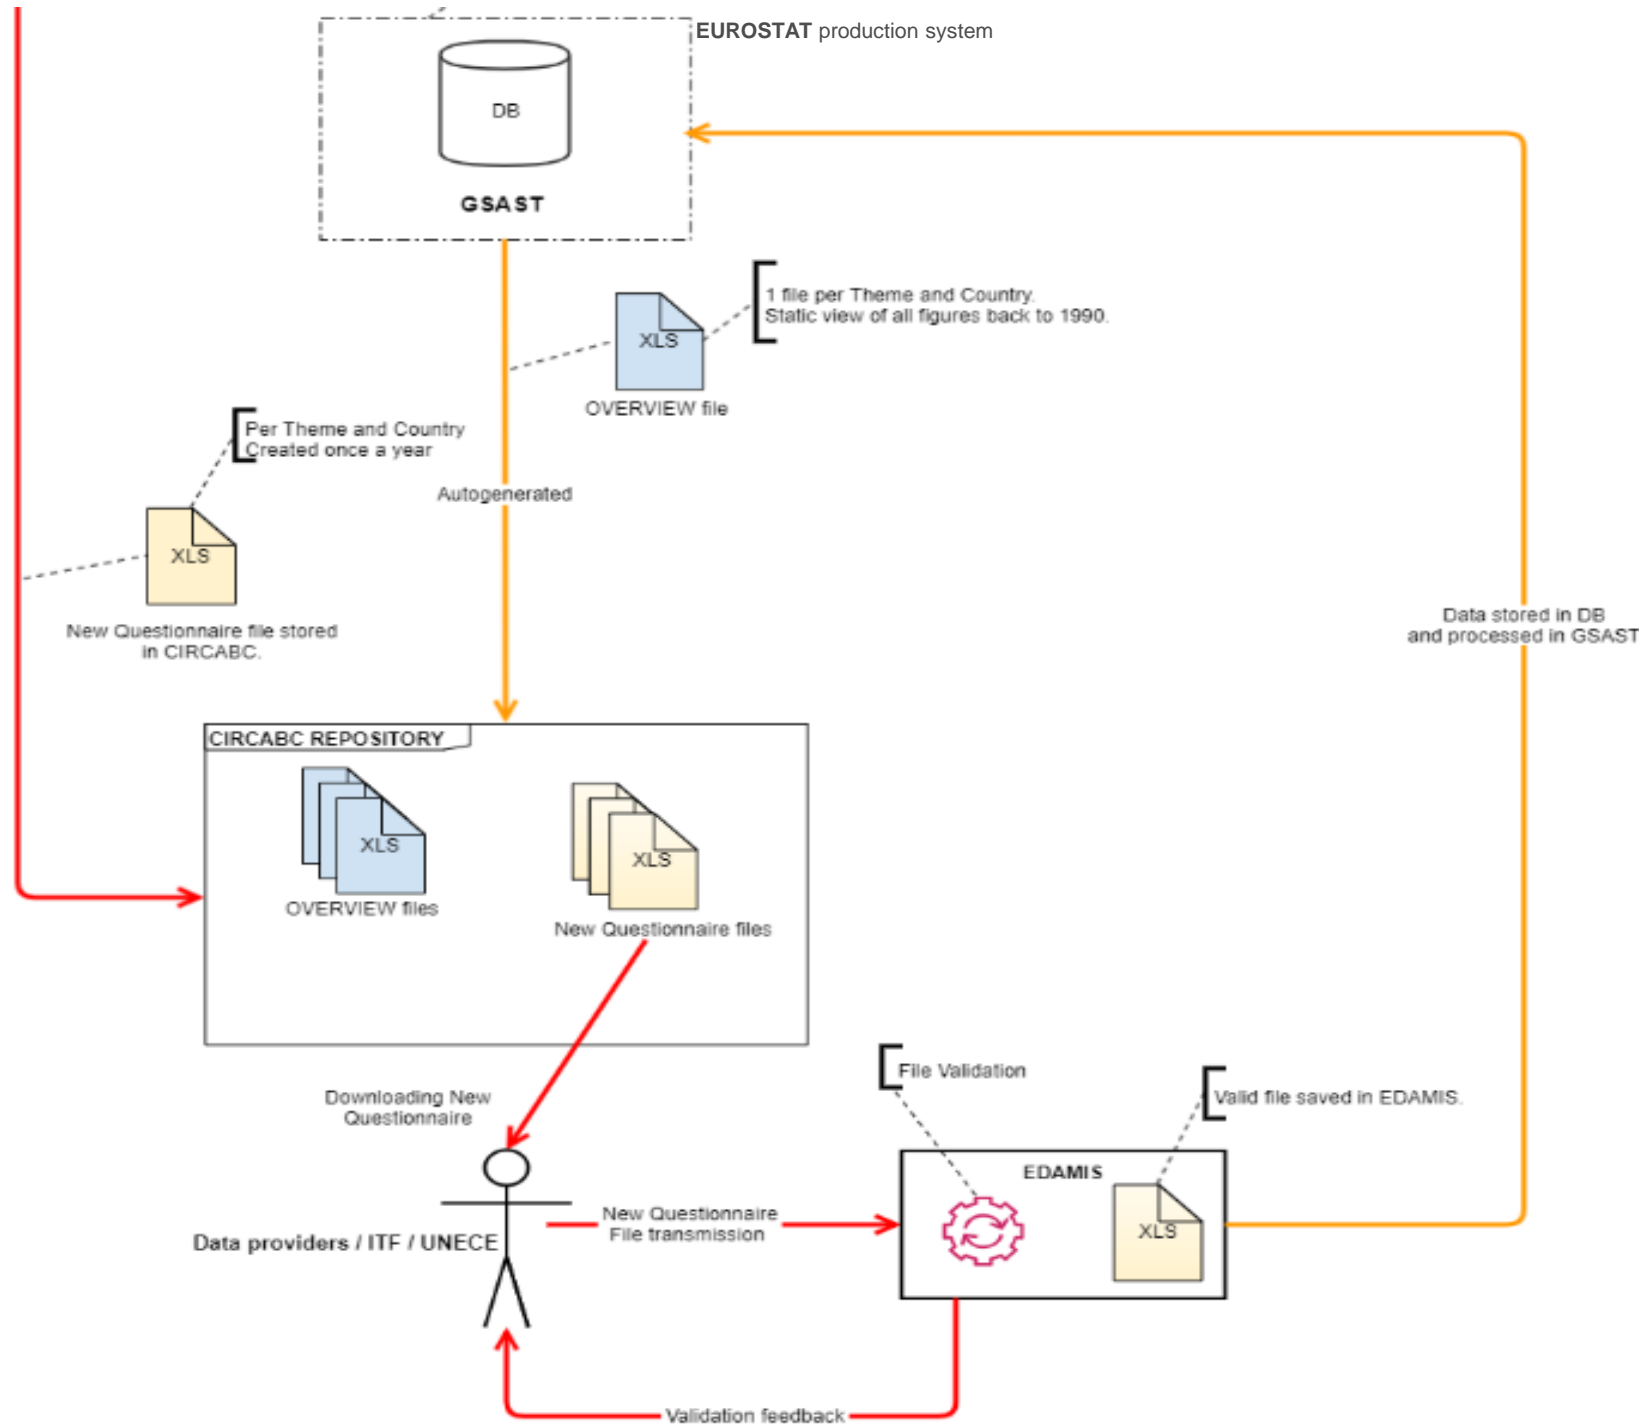 EUROSTAT production system
DB
GSAST
1 file per Theme and Country.
Static view of all figures back to 1990.
XLS
OVERVIEW file
Per Theme and Country
Created once a year
Autogenerated
XLS
New Questionnaire file stored
in CIRCABC.
Data stored in DB
and processed in GSAST
CIRCABC REPOSITORY
XLS
OVERVIEW files
XLS
New Questionnaire files
Downloading New
Questionnaire
File Validation
Valid file saved in EDAMIS.
EDAMIS
XLS
New Questionnaire
File transmission
Data providers / ITF / UNECE
Validation feedback